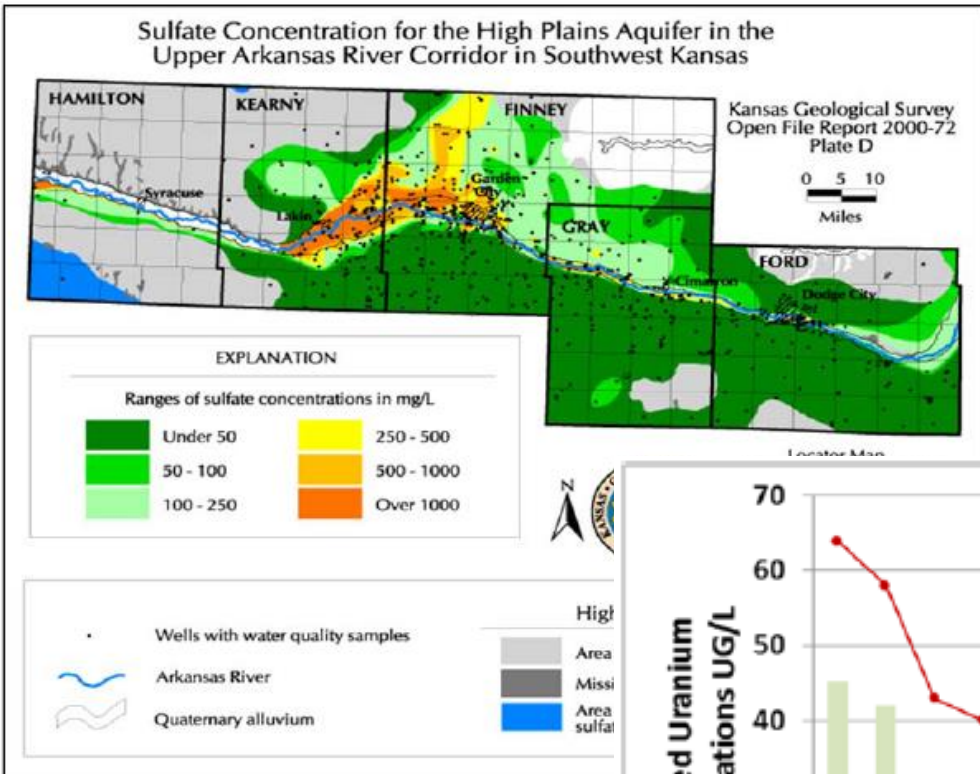 Sulfate Concentration for the High Plains Aquifer in the
Upper Arkansas River Corridor in Southwest Kansas
HAMILTON
KEARNY
FINNEY
Kansas Geological Survey
Open File Report 2000-72
Plate D
0 5 10
Miles
Syracuse
Lakin
Garden
City
GRAY
Cimarron
FORD
Dodge City
EXPLANATION
Ranges of sulfate concentrations in mg/L
Under 50
250 - 500
50 - 100
500 - 1000
100 - 250
Over 1000
Locator Map
N
KANSAS
Wells with water quality samples
Arkansas River
Quaternary alluvium
High
Area
Missi
Area
sulfat
70
60
50
40
ed Uranium
ations UG/L